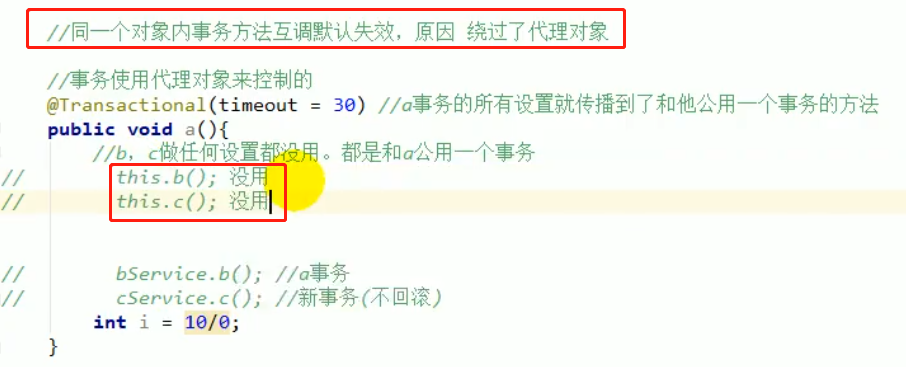 //同一个对象内事务方法互调默认失效，原因 绕过了代理对象
//事务使用代理对象来控制的
@Transactional(timeout = 30) //a事务的所有设置就传播到了和他公用一个事务的方法
public void a(){
//b，c做任何设置都没用。都是和a公用一个事务
// this.b(); 没用
// this.c(); 没用
// bService.b(); //a事务
// cService.c(); //新事务(不回滚)
int i = 10/0;
}